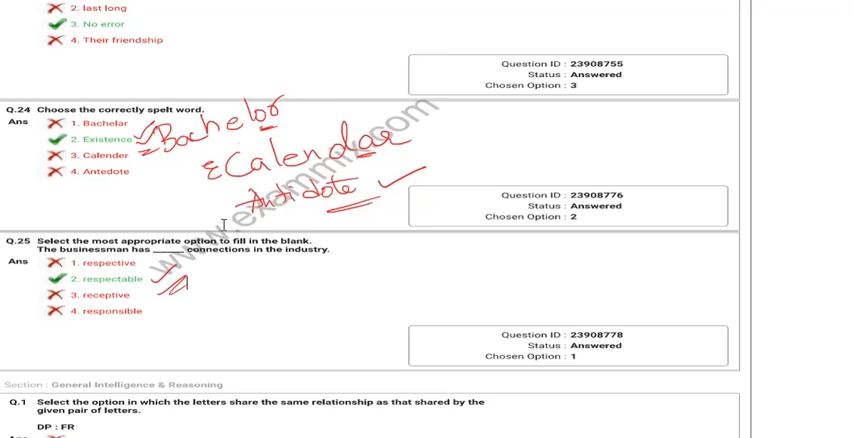 2. last long
3. No error
4. Their friendship
Question ID : 23908755
Status : Answered
Chosen Option : 3
Q.24 Choose the correctly spelt word.
Ans 1. Bachelar
2. Existence
3. Calender
4. Antedote
Bachelor
Calendar
Antidote
www.exammix.com
Question ID : 23908776
Status : Answered
Chosen Option : 2
Q.25 Select the most appropriate option to fill in the blank.
The businessman has ______ connections in the industry.
Ans 1. respective
2. respectable
3. receptive
4. responsible
Question ID : 23908778
Status : Answered
Chosen Option : 1
Section : General Intelligence & Reasoning
Q.1 Select the option in which the letters share the same relationship as that shared by the
given pair of letters.
DP : FR